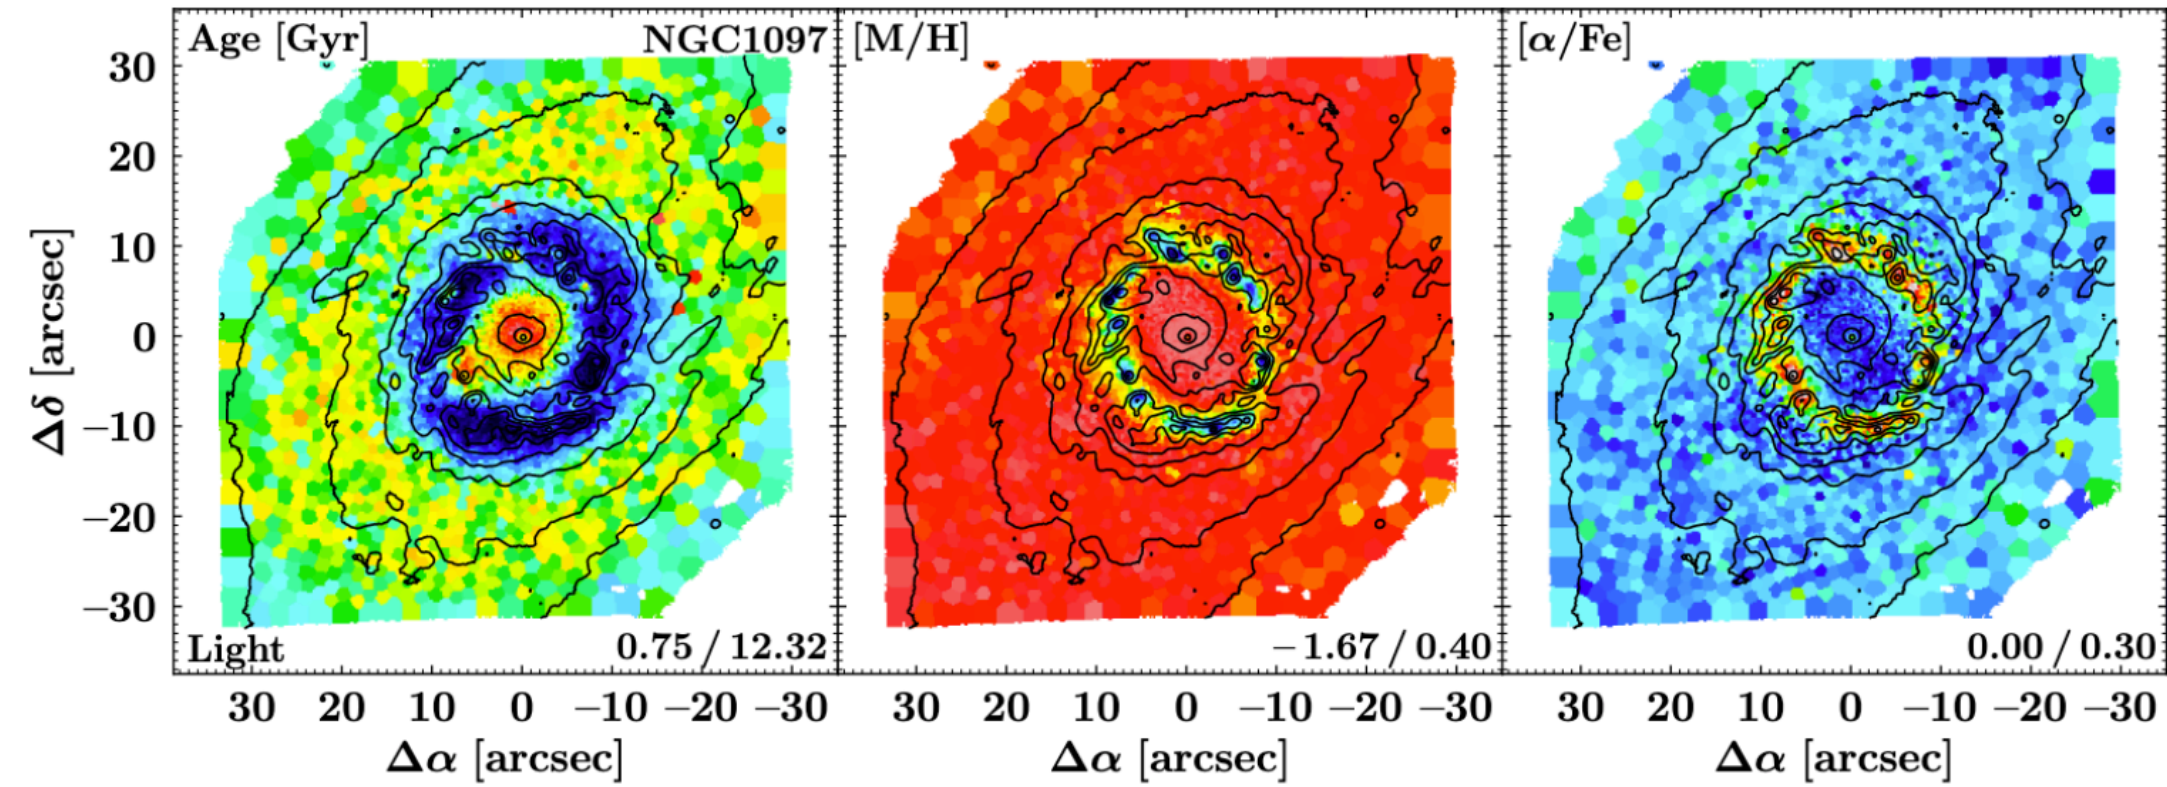 Age [Gyr] NGC1097 [M/H] [α/Fe]
30
20
10
0
−10
−20
−30
Δδ [arcsec]
Light 0.75 / 12.32 −1.67 / 0.40 0.00 / 0.30
30 20 10 0 −10 −20 −30 30 20 10 0 −10 −20 −30 30 20 10 0 −10 −20 −30
Δα [arcsec] Δα [arcsec] Δα [arcsec]